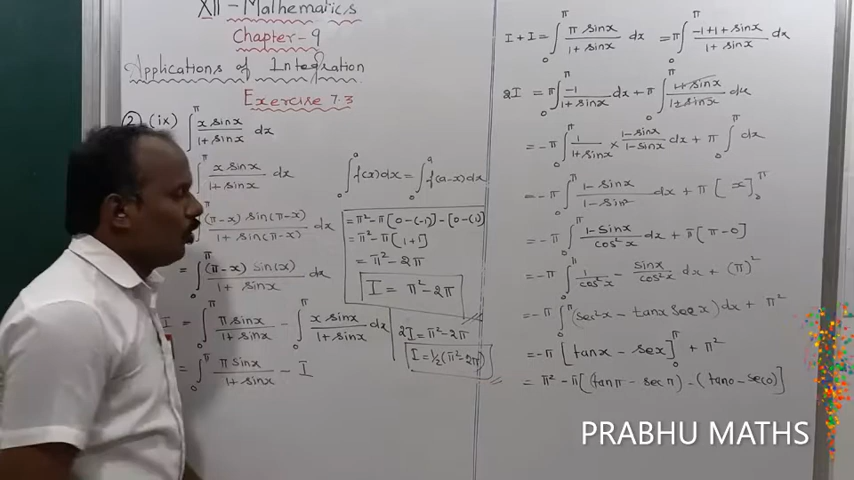 XII - Mathematics
Chapter - 9
Applications of Integration
Exercise 7.3
2 (ix) ∫₀^π x sinx / 1+sinx dx
∫^π x sinx / 1+sinx dx
∫^π (π-x) sin(π-x) / 1+sin(π-x) dx
= ∫₀^π (π-x) sin(x) / 1+sinx dx
I = ∫₀^π π sinx / 1+sinx - ∫₀^π x sinx / 1+sinx dx
= ∫₀^π π sinx / 1+sinx - I
∫₀^a f(x)dx = ∫₀^a f(a-x)dx
= π²-π[0-(-1)]-[0-(1)]
= π²-π[1+1]
= π²-2π
I = π²-2π
2I = π²-2π
I = ½(π²-2π)
I+I = ∫₀^π π sinx / 1+sinx dx = π∫₀^π -1+1+sinx / 1+sinx dx
2I = π∫₀^π -1 / 1+sinx dx + π∫₀^π 1+sinx / 1+sinx dx
= -π∫₀^π 1 / 1+sinx × 1-sinx / 1-sinx dx + π∫₀^π dx
= -π∫₀^π 1-sinx / 1-sin² dx + π[x]₀^π
= -π∫₀^π 1-sinx / cos²x dx + π[π-0]
= -π∫₀^π 1 / cos²x - sinx / cos²x dx + (π)²
= -π∫₀^π (sec²x - tanx secx) dx + π²
= -π[tanx - secx]₀^π + π²
= π²-π[(tanπ - secπ) - (tan0 - sec0)]
PRABHU MATHS